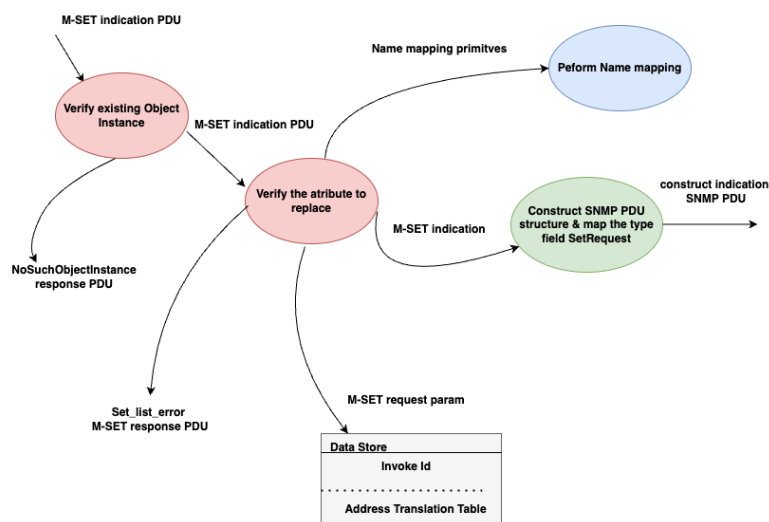 M-SET indication PDU
Name mapping primitves
Peform Name mapping
Verify existing Object
Instance
M-SET indication PDU
Verify the atribute to
replace
M-SET indication
Construct SNMP PDU
structure & map the type
field SetRequest
construct indication
SNMP PDU
NoSuchObjectInstance
response PDU
Set_list_error
M-SET response PDU
M-SET request param
Data Store
Invoke Id
Address Translation Table